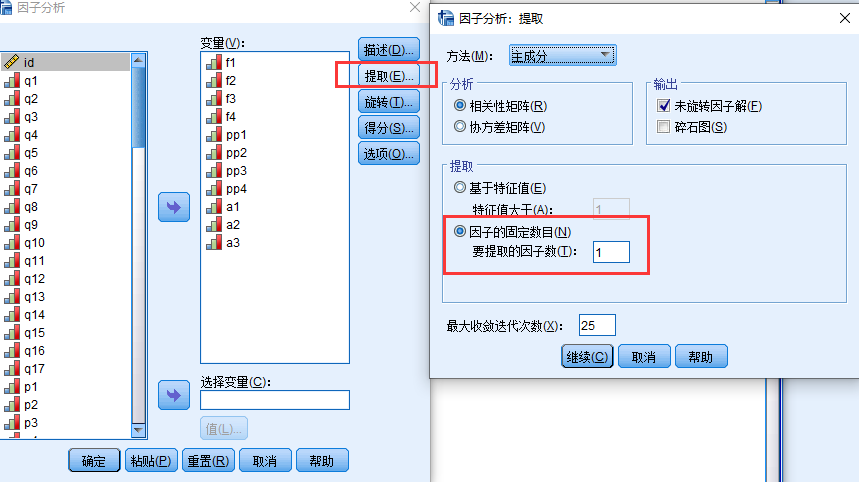 因子分析
id
q1
q2
q3
q4
q5
q6
q7
q8
q9
q10
q11
q12
q13
q14
q15
q16
q17
p1
p2
p3
变量(V):
f1
f2
f3
f4
pp1
pp2
pp3
pp4
a1
a2
a3
选择变量(C):
值(L)...
描述(D)...
提取(E)...
旋转(T)...
得分(S)...
选项(O)...
确定
粘贴(P)
重置(R)
取消
帮助
因子分析：提取
方法(M):
主成分
分析
相关性矩阵(R)
协方差矩阵(V)
输出
未旋转因子解(F)
碎石图(S)
提取
基于特征值(E)
特征值大于(A):
1
因子的固定数目(N)
要提取的因子数(T):
1
最大收敛迭代次数(X):
25
继续(C)
取消
帮助